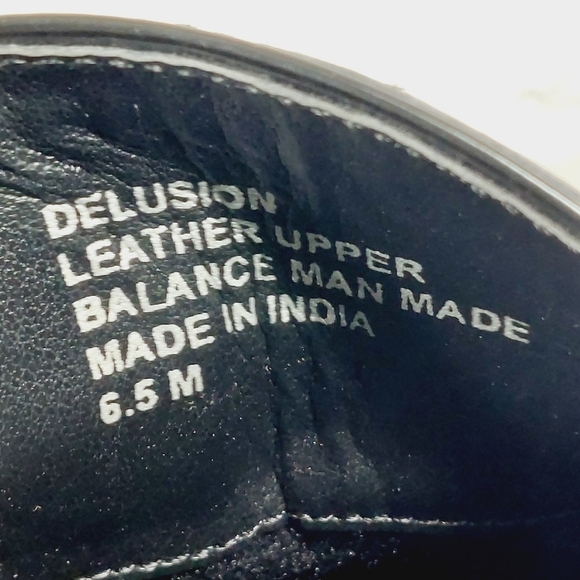 DELUSION
LEATHER UPPER
BALANCE MAN MADE
MADE IN INDIA
6.5 M